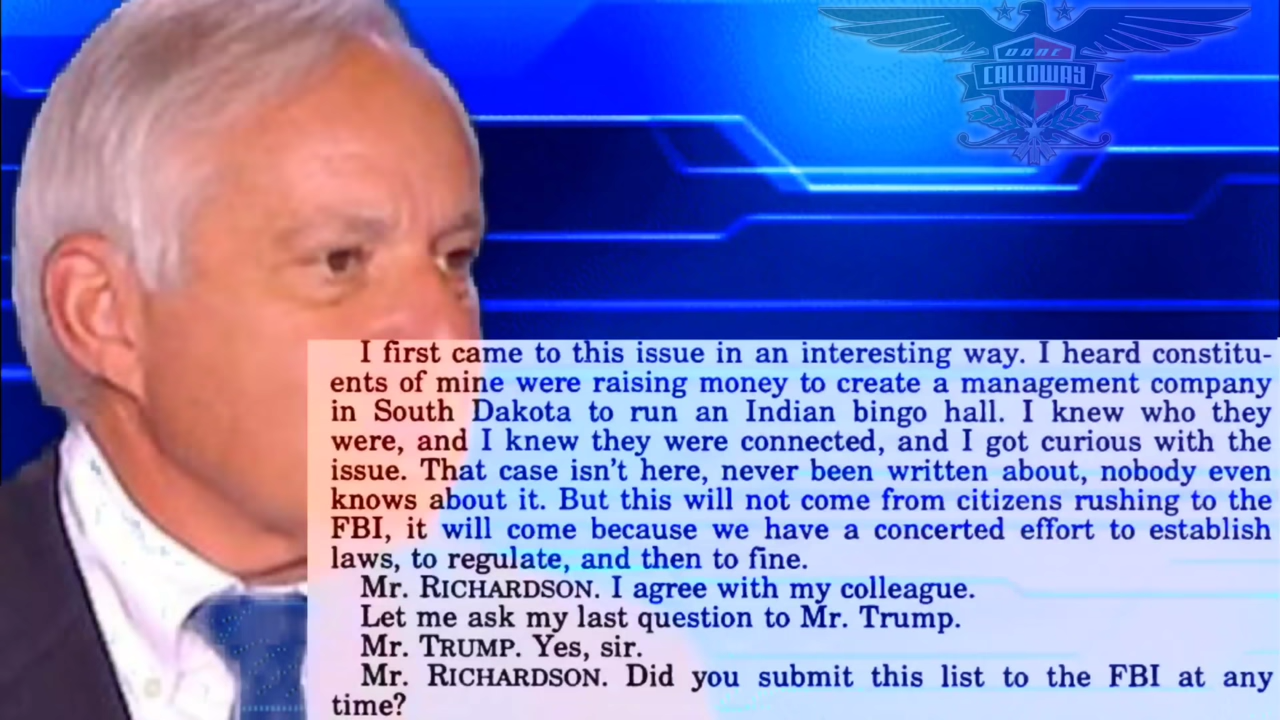 DANE
CALLOWAY
I first came to this issue in an interesting way. I heard constitu-
ents of mine were raising money to create a management company
in South Dakota to run an Indian bingo hall. I knew who they
were, and I knew they were connected, and I got curious with the
issue. That case isn't here, never been written about, nobody even
knows about it. But this will not come from citizens rushing to the
FBI, it will come because we have a concerted effort to establish
laws, to regulate, and then to fine.
Mr. RICHARDSON. I agree with my colleague.
Let me ask my last question to Mr. Trump.
Mr. TRUMP. Yes, sir.
Mr. RICHARDSON. Did you submit this list to the FBI at any
time?